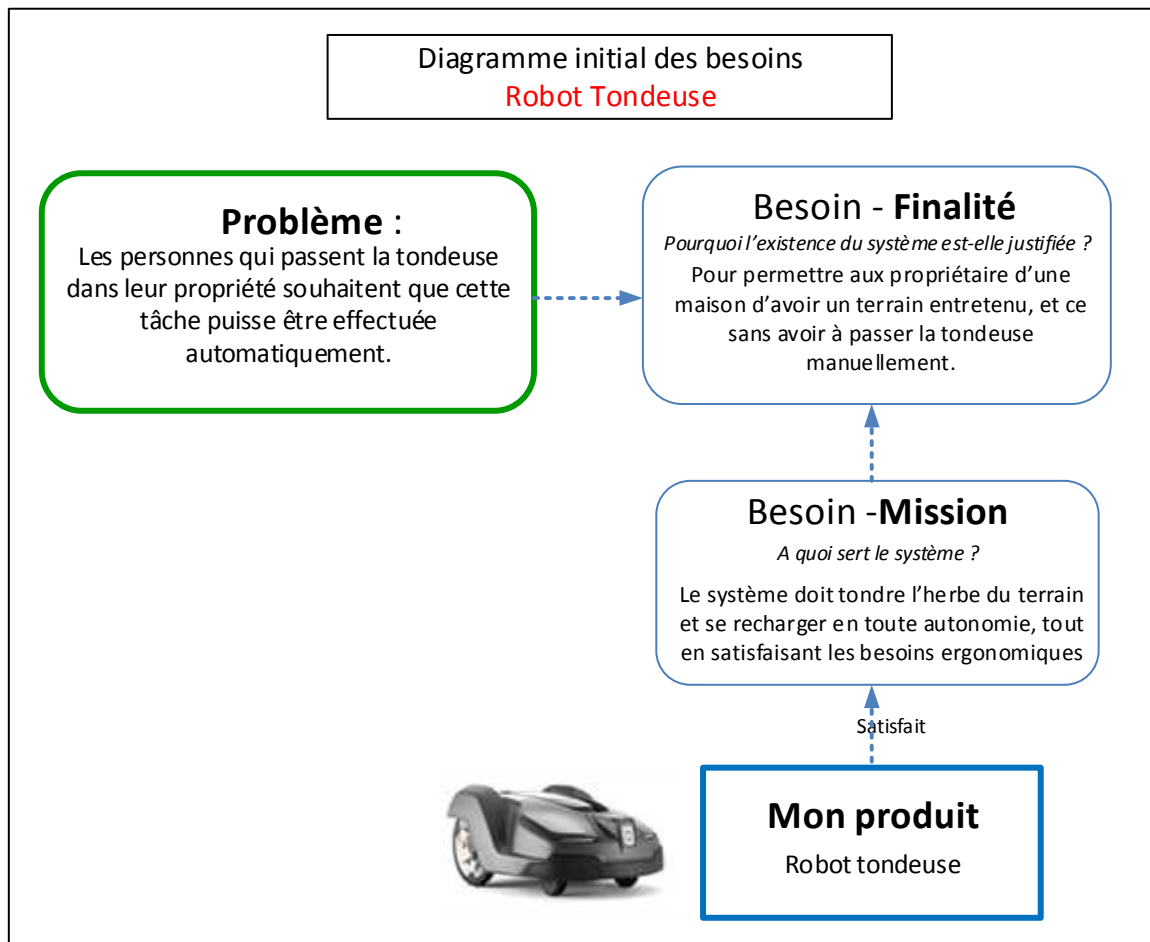 Diagramme initial des besoins
Robot Tondeuse
Problème :
Les personnes qui passent la tondeuse
dans leur propriété souhaitent que cette
tâche puisse être effectuée
automatiquement.
Besoin - Finalité
Pourquoi l’existence du système est-elle justifiée ?
Pour permettre aux propriétaire d’une
maison d’avoir un terrain entretenu, et ce
sans avoir à passer la tondeuse
manuellement.
Besoin -Mission
A quoi sert le système ?
Le système doit tondre l’herbe du terrain
et se recharger en toute autonomie, tout
en satisfaisant les besoins ergonomiques
Satisfait
Mon produit
Robot tondeuse